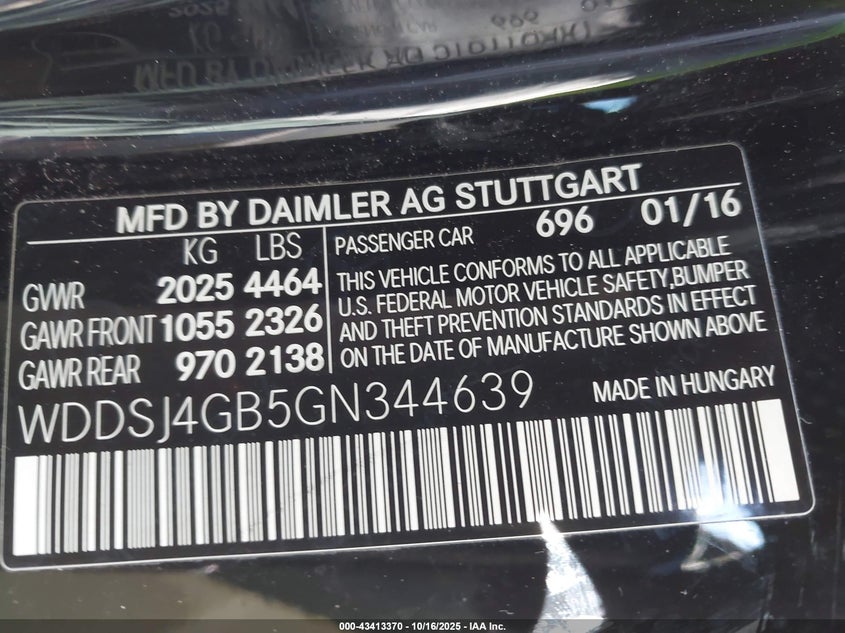 MFD BY DAIMLER AG STUTTGART
KG LBS
GVWR 2025 4464
GAWR FRONT 1055 2326
GAWR REAR 970 2138
PASSENGER CAR 696 01/16
THIS VEHICLE CONFORMS TO ALL APPLICABLE
U.S. FEDERAL MOTOR VEHICLE SAFETY,BUMPER
AND THEFT PREVENTION STANDARDS IN EFFECT
ON THE DATE OF MANUFACTURE SHOWN ABOVE
WDDSJ4GB5GN344639
MADE IN HUNGARY
000-43413370 | 10/16/2025 - IAA Inc.